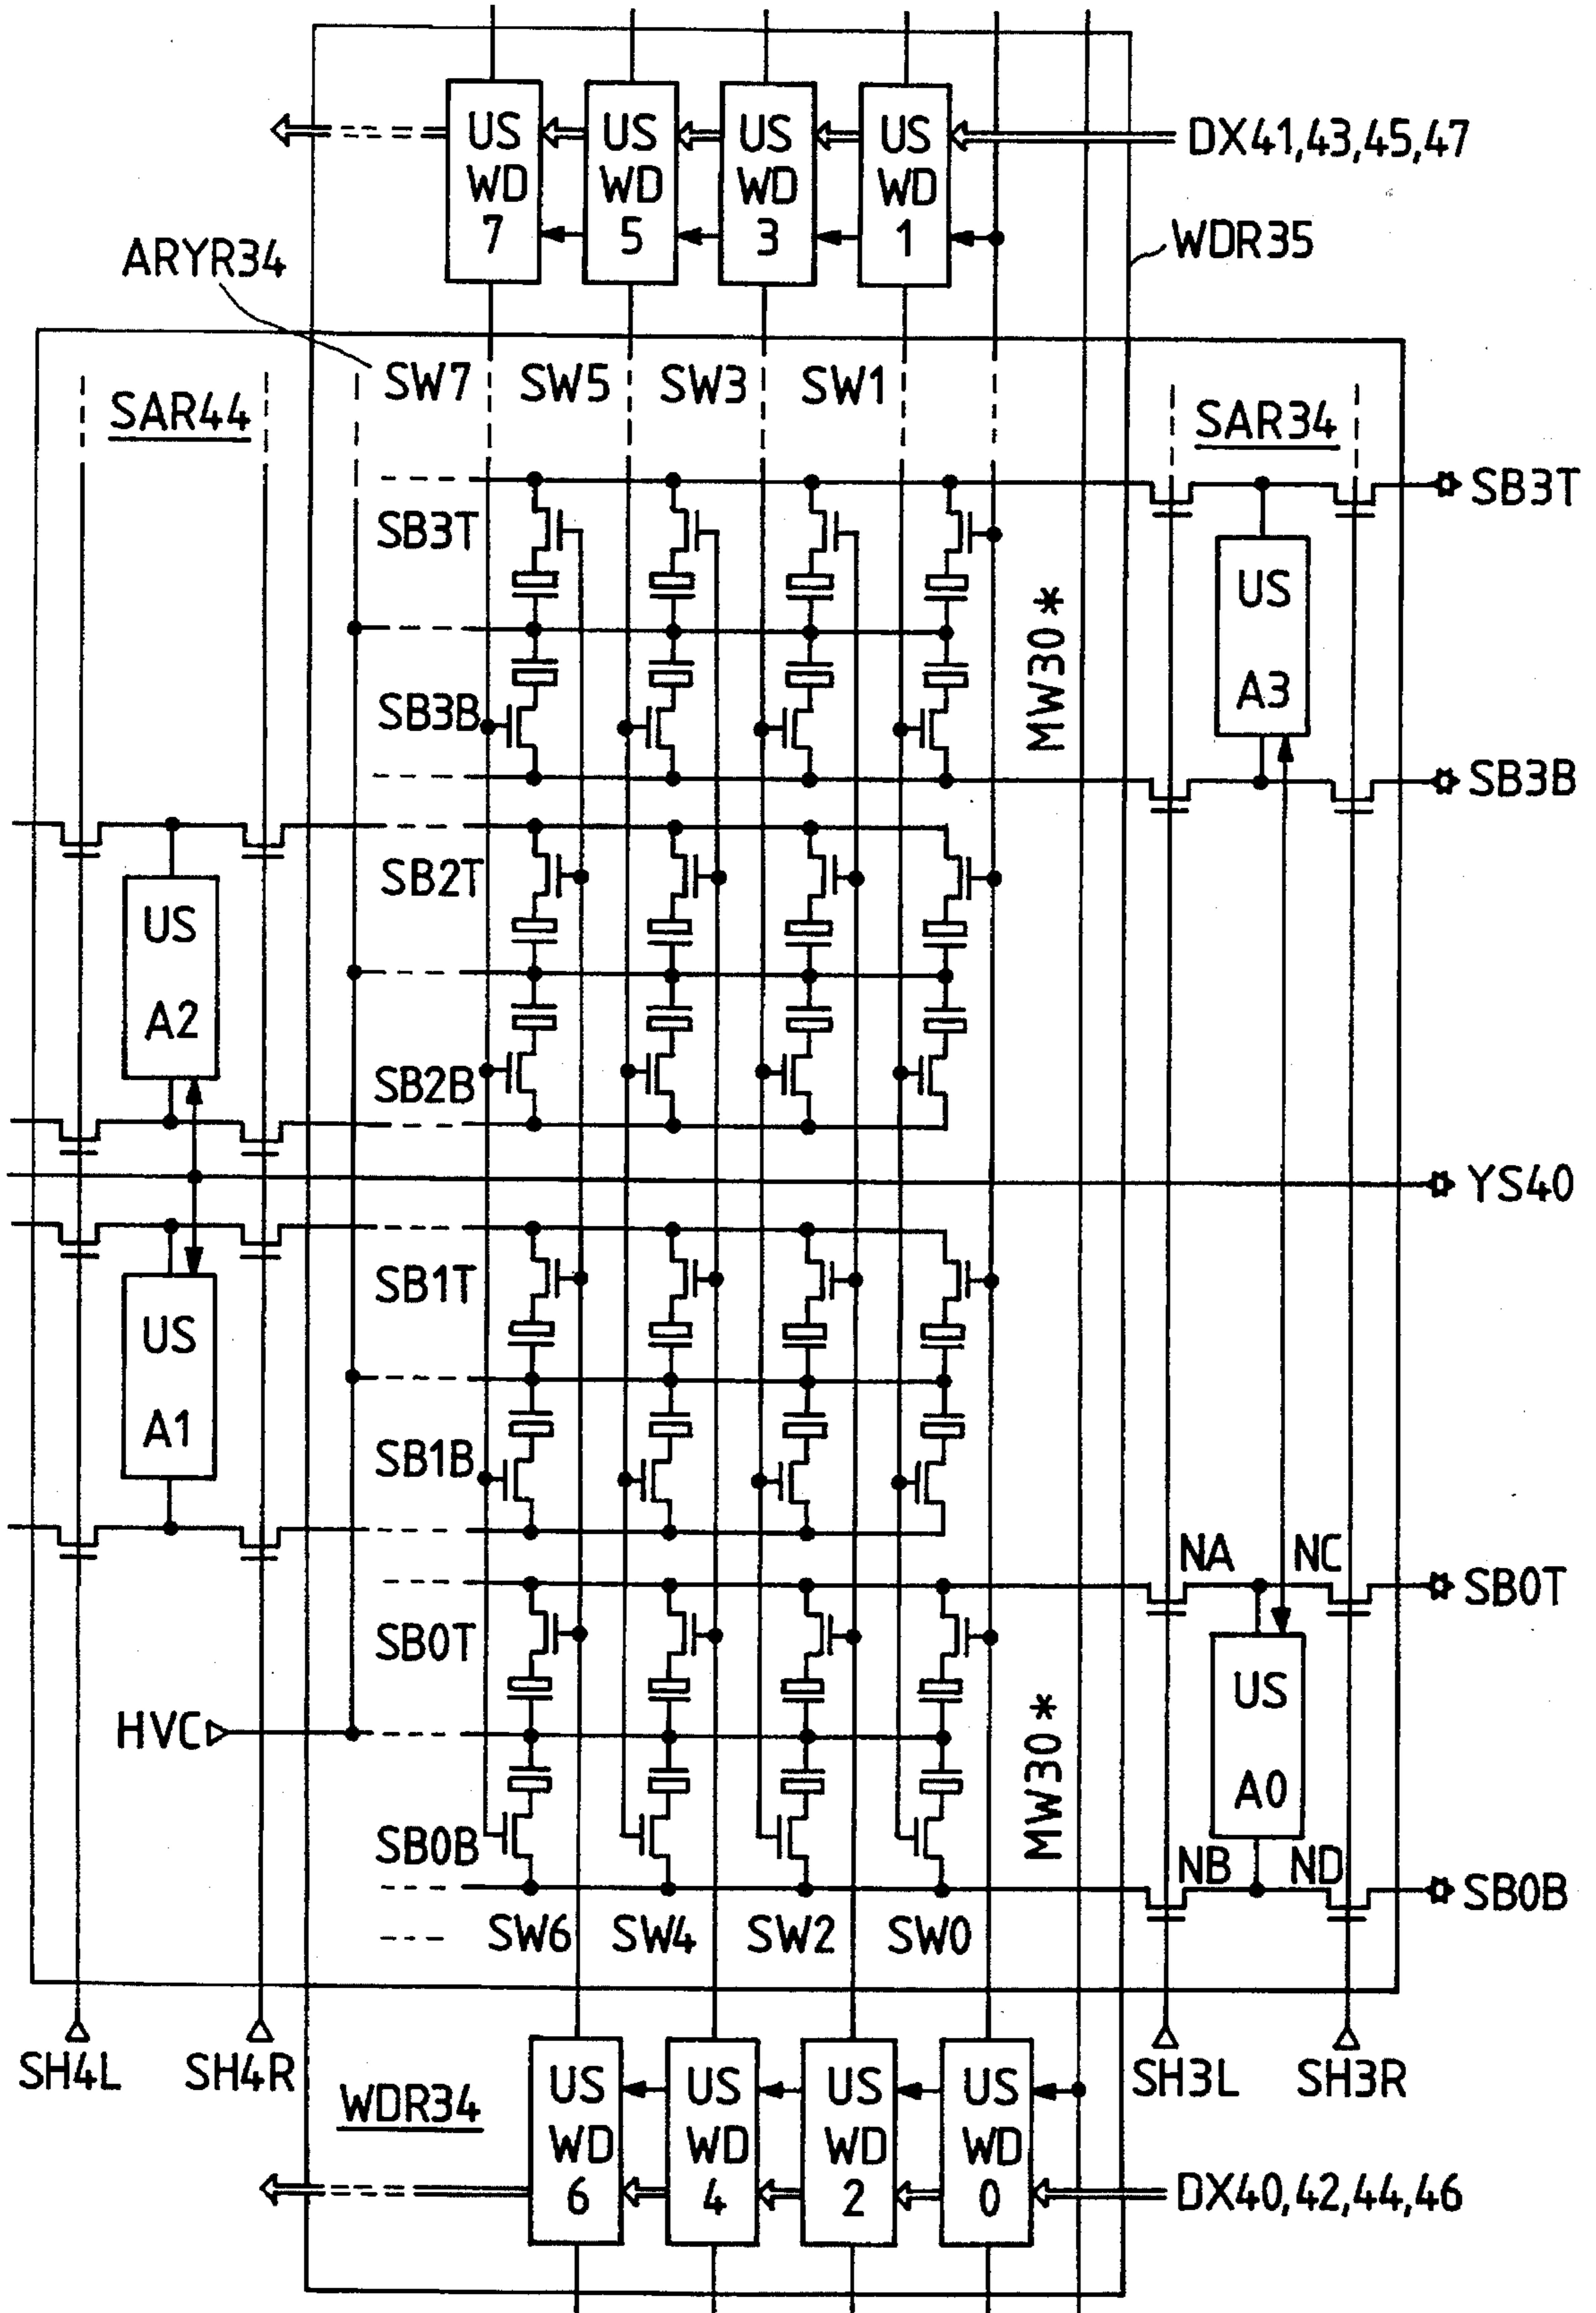 US WD 7
US WD 5
US WD 3
US WD 1
DX41,43,45,47
ARYR34
WDR35
SW7
SW5
SW3
SW1
SAR44
SAR34
SB3T
SB3T
US A3
MW30*
SB3B
SB3B
SB2T
US A2
SB2B
YS40
SB1T
US A1
SB1B
NA
NC
SB0T
SB0T
US A0
HVC
MW30*
SB0B
NB
ND
SB0B
SW6
SW4
SW2
SW0
SH4L
SH4R
SH3L
SH3R
WDR34
US WD 6
US WD 4
US WD 2
US WD 0
DX40,42,44,46